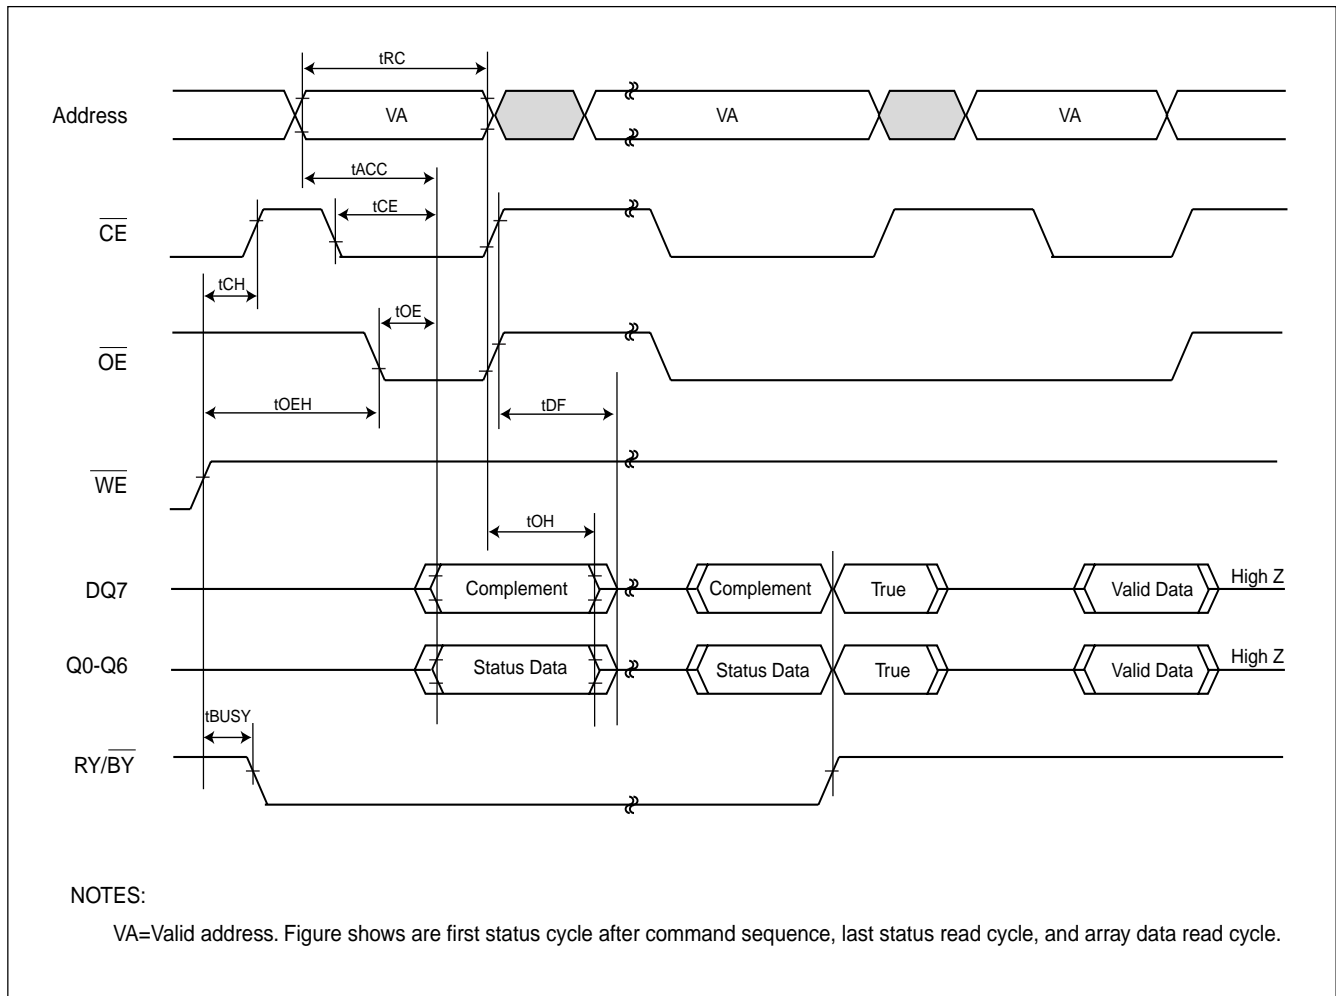 tRC
Address VA VA VA
tACC
tCE
CE
tCH
tOE
OE
tOEH tDF
WE
tOH
DQ7 Complement Complement True Valid Data High Z
Q0-Q6 Status Data Status Data True Valid Data High Z
tBUSY
RY/BY
NOTES:
VA=Valid address. Figure shows are first status cycle after command sequence, last status read cycle, and array data read cycle.